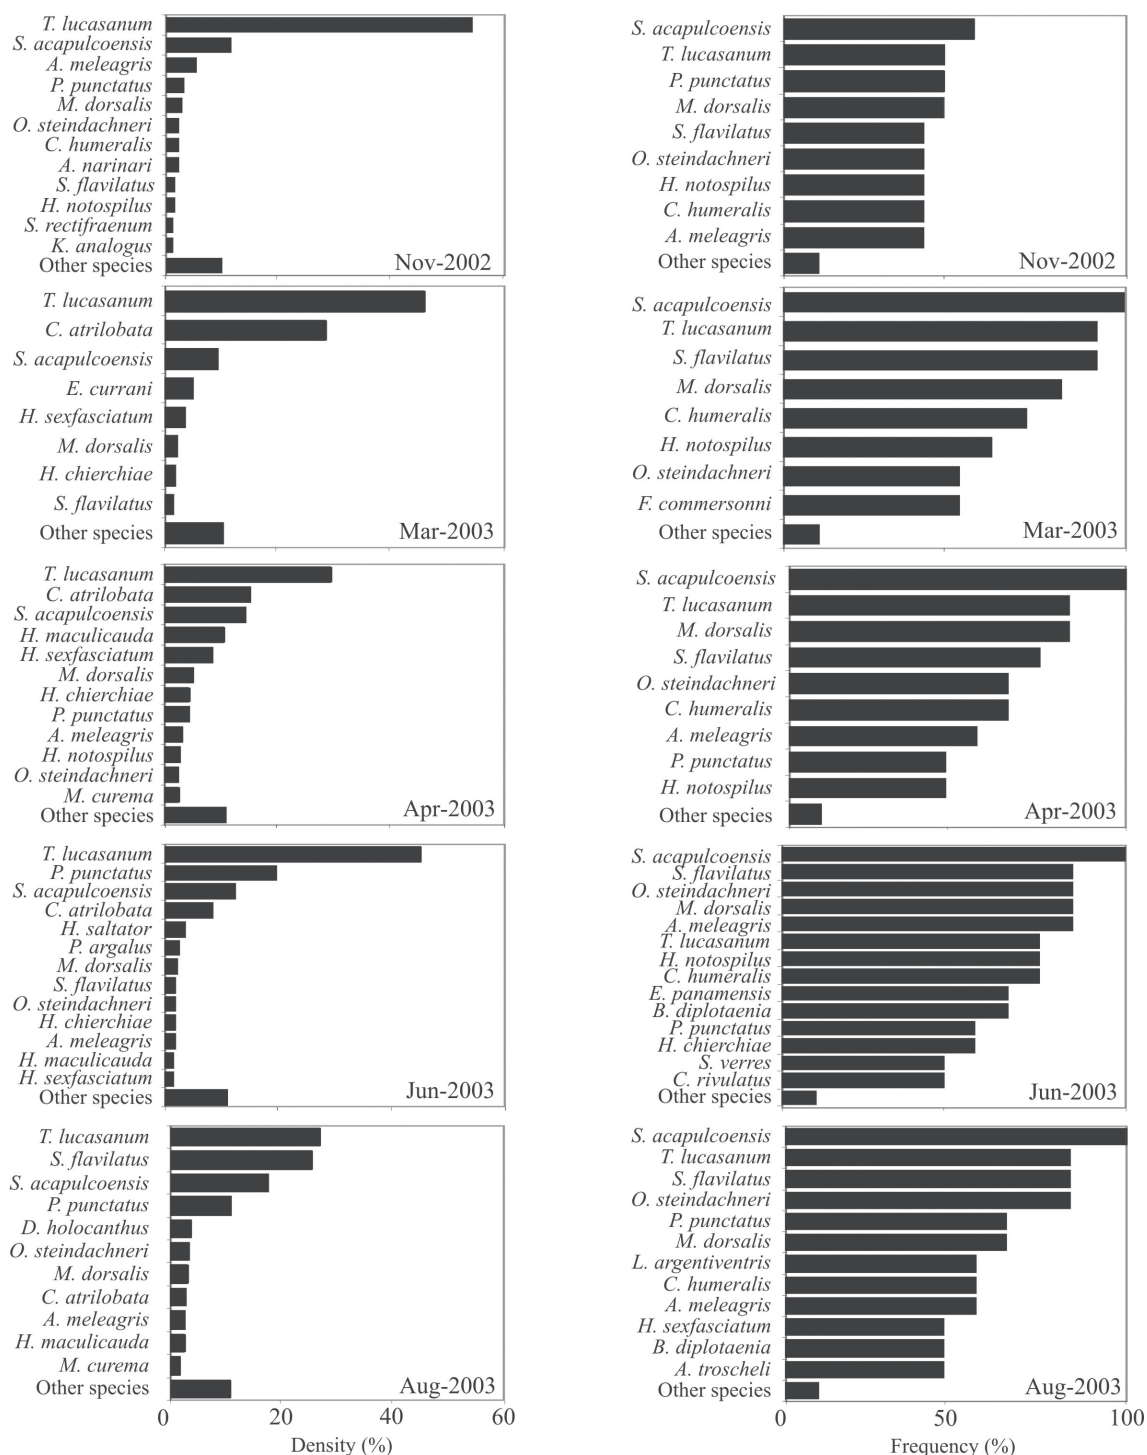 T. lucasanum
S. acapulcoensis
A. meleagris
P. punctatus
M. dorsalis
O. steindachneri
C. humeralis
A. narinari
S. flavilatus
H. notospilus
S. rectifraenum
K. analogus
Other species
Nov-2002
S. acapulcoensis
T. lucasanum
P. punctatus
M. dorsalis
S. flavilatus
O. steindachneri
H. notospilus
C. humeralis
A. meleagris
Other species
Nov-2002
T. lucasanum
C. atrilobata
S. acapulcoensis
E. currani
H. sexfasciatum
M. dorsalis
H. chierchiae
S. flavilatus
Other species
Mar-2003
S. acapulcoensis
T. lucasanum
S. flavilatus
M. dorsalis
C. humeralis
H. notospilus
O. steindachneri
F. commersonni
Other species
Mar-2003
T. lucasanum
C. atrilobata
S. acapulcoensis
H. maculicauda
H. sexfasciatum
M. dorsalis
H. chierchiae
P. punctatus
A. meleagris
H. notospilus
O. steindachneri
M. curema
Other species
Apr-2003
S. acapulcoensis
T. lucasanum
M. dorsalis
S. flavilatus
O. steindachneri
C. humeralis
A. meleagris
P. punctatus
H. notospilus
Other species
Apr-2003
T. lucasanum
P. punctatus
S. acapulcoensis
C. atrilobata
H. saltator
P. argalus
M. dorsalis
S. flavilatus
O. steindachneri
H. chierchiae
A. meleagris
H. maculicauda
H. sexfasciatum
Other species
Jun-2003
S. acapulcoensis
S. flavilatus
O. steindachneri
M. dorsalis
A. meleagris
T. lucasanum
H. notospilus
C. humeralis
E. panamensis
B. diplotaenia
P. punctatus
H. chierchiae
S. verres
C. rivulatus
Other species
Jun-2003
T. lucasanum
S. flavilatus
S. acapulcoensis
P. punctatus
D. holocanthus
O. steindachneri
M. dorsalis
C. atrilobata
A. meleagris
H. maculicauda
M. curema
Other species
Aug-2003
0 20 40 60
Density (%)
S. acapulcoensis
T. lucasanum
S. flavilatus
O. steindachneri
P. punctatus
M. dorsalis
L. argentiventris
C. humeralis
A. meleagris
H. sexfasciatum
B. diplotaenia
A. troscheli
Other species
Aug-2003
0 50 100
Frequency (%)